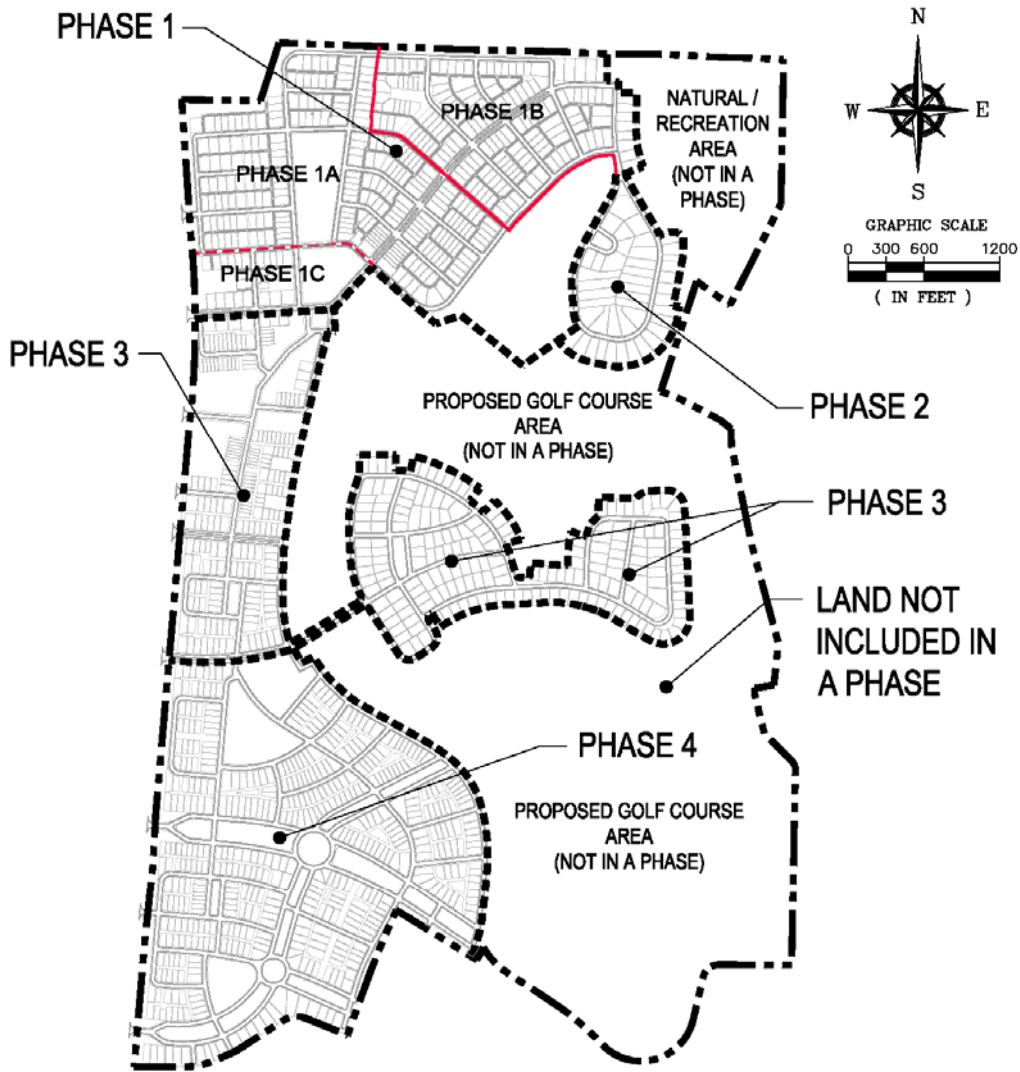 PHASE 1
N
W
E
S
GRAPHIC SCALE
0 300 600 1200
( IN FEET )
PHASE 1B
NATURAL /
RECREATION
AREA
(NOT IN A
PHASE)
PHASE 1A
PHASE 1C
PHASE 3
PROPOSED GOLF COURSE
AREA
(NOT IN A PHASE)
PHASE 2
PHASE 3
LAND NOT
INCLUDED IN
A PHASE
PHASE 4
PROPOSED GOLF COURSE
AREA
(NOT IN A PHASE)